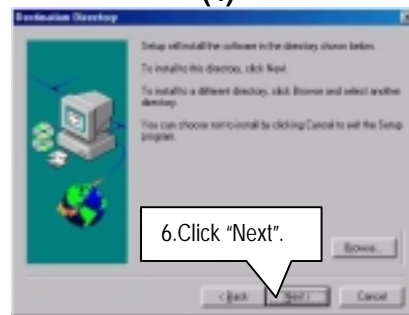 (4)
Destination Directory
Setup will install the software in the directory shown below.
To install to this directory, click Next.
To install to a different directory, click Browse and select another
directory.
You can choose not to install by clicking Cancel to exit the Setup
program.
6.Click “Next”.
Browse...
< Back
Next >
Cancel